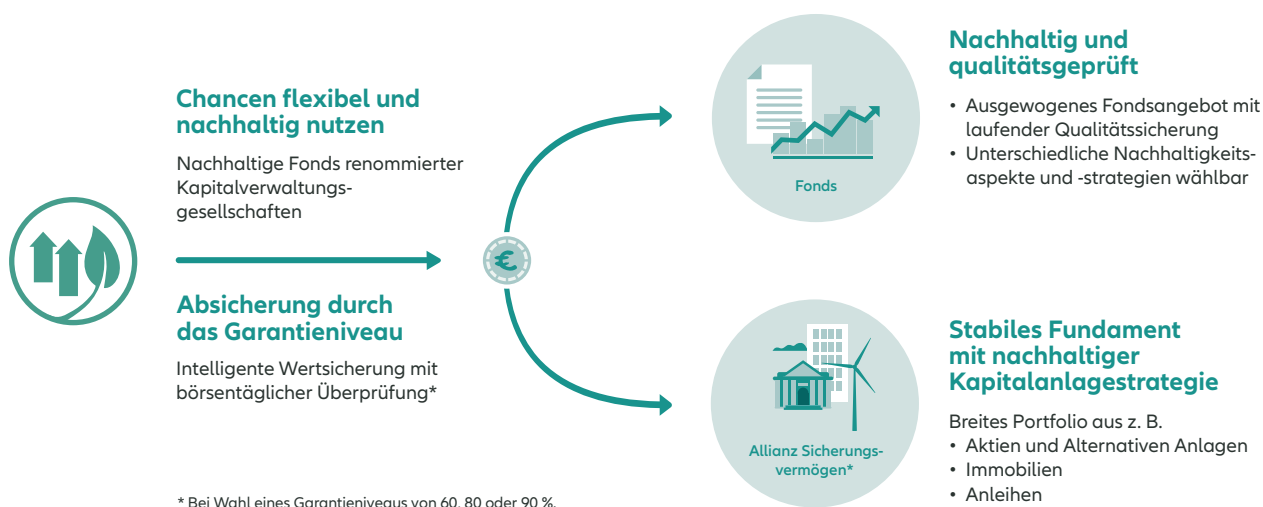 Chancen flexibel und
nachhaltig nutzen
Nachhaltige Fonds renommierter
Kapitalverwaltungs-
gesellschaften
€
Absicherung durch
das Garantieniveau
Intelligente Wertsicherung mit
börsentäglicher Überprüfung*
* Bei Wahl eines Garantieniveaus von 60, 80 oder 90 %.
Fonds
Nachhaltig und
qualitätsgeprüft
• Ausgewogenes Fondsangebot mit
laufender Qualitätssicherung
• Unterschiedliche Nachhaltigkeits-
aspekte und -strategien wählbar
Allianz Sicherungs-
vermögen*
Stabiles Fundament
mit nachhaltiger
Kapitalanlagestrategie
Breites Portfolio aus z. B.
• Aktien und Alternativen Anlagen
• Immobilien
• Anleihen